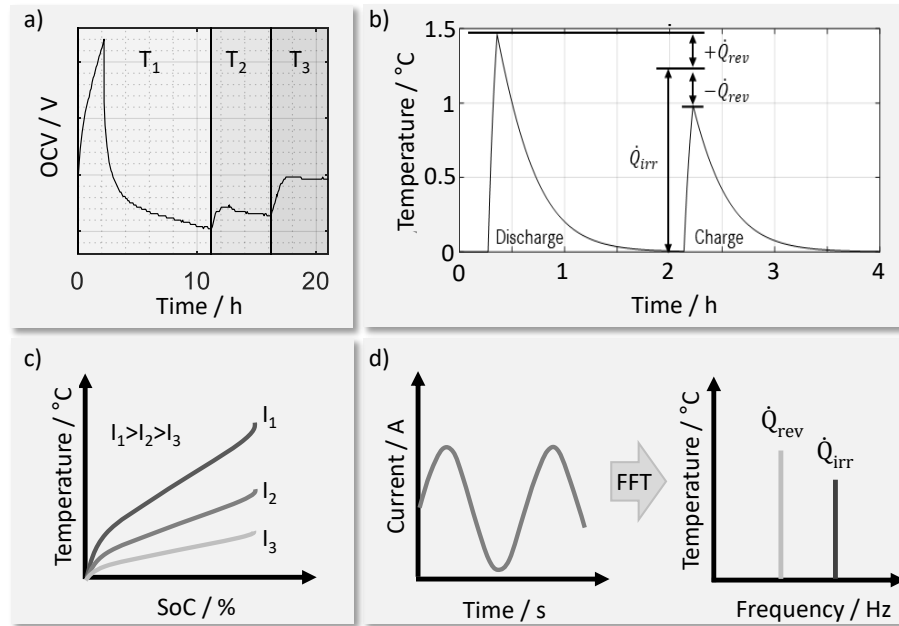 a)
OCV / V
T₁
T₂
T₃
0
10
20
Time / h
b)
Temperature / °C
1.5
1
0.5
0
+Q̇rev
−Q̇rev
Q̇irr
Discharge
Charge
0
1
2
3
4
Time / h
c)
Temperature / °C
I₁>I₂>I₃
I₁
I₂
I₃
SoC / %
d)
Current / A
Time / s
FFT
Temperature / °C
Q̇rev
Q̇irr
Frequency / Hz